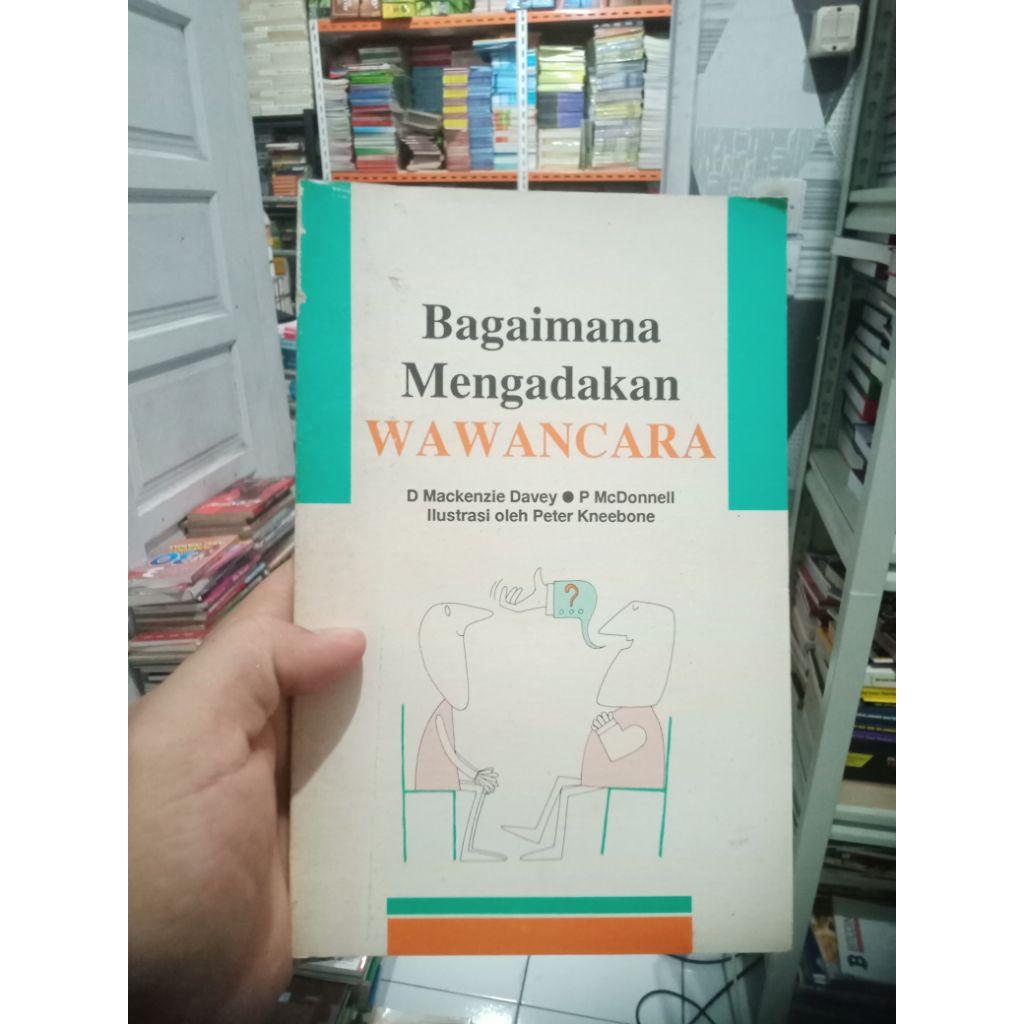 Bagaimana
Mengadakan
WAWANCARA
D Mackenzie Davey ● P McDonnell
Ilustrasi oleh Peter Kneebone
?